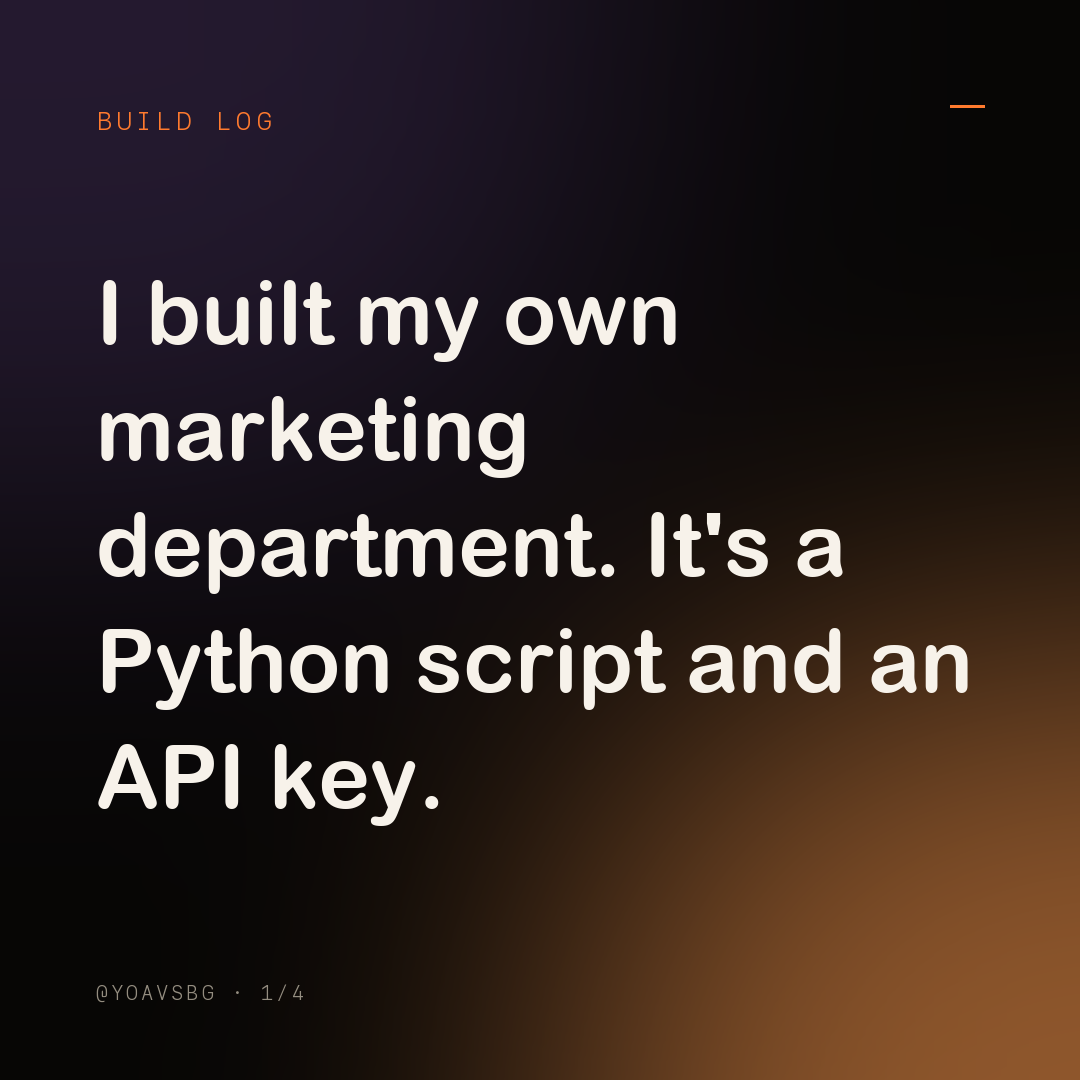 BUILD LOG
I built my own
marketing
department. It's a
Python script and an
API key.
@YOAVSBG · 1/4